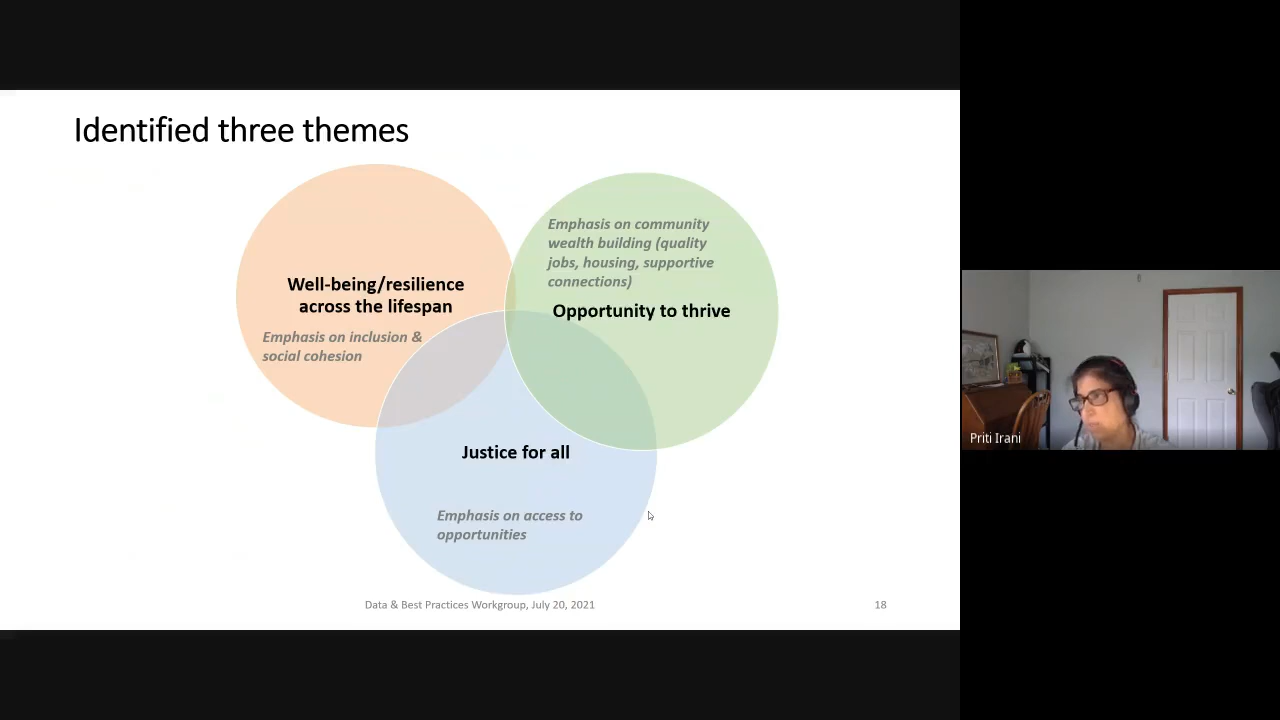 Identified three themes
Well-being/resilience
across the lifespan
Emphasis on inclusion &
social cohesion
Emphasis on community
wealth building (quality
jobs, housing, supportive
connections)
Opportunity to thrive
Justice for all
Emphasis on access to
opportunities
Data & Best Practices Workgroup, July 20, 2021
18
Priti Irani